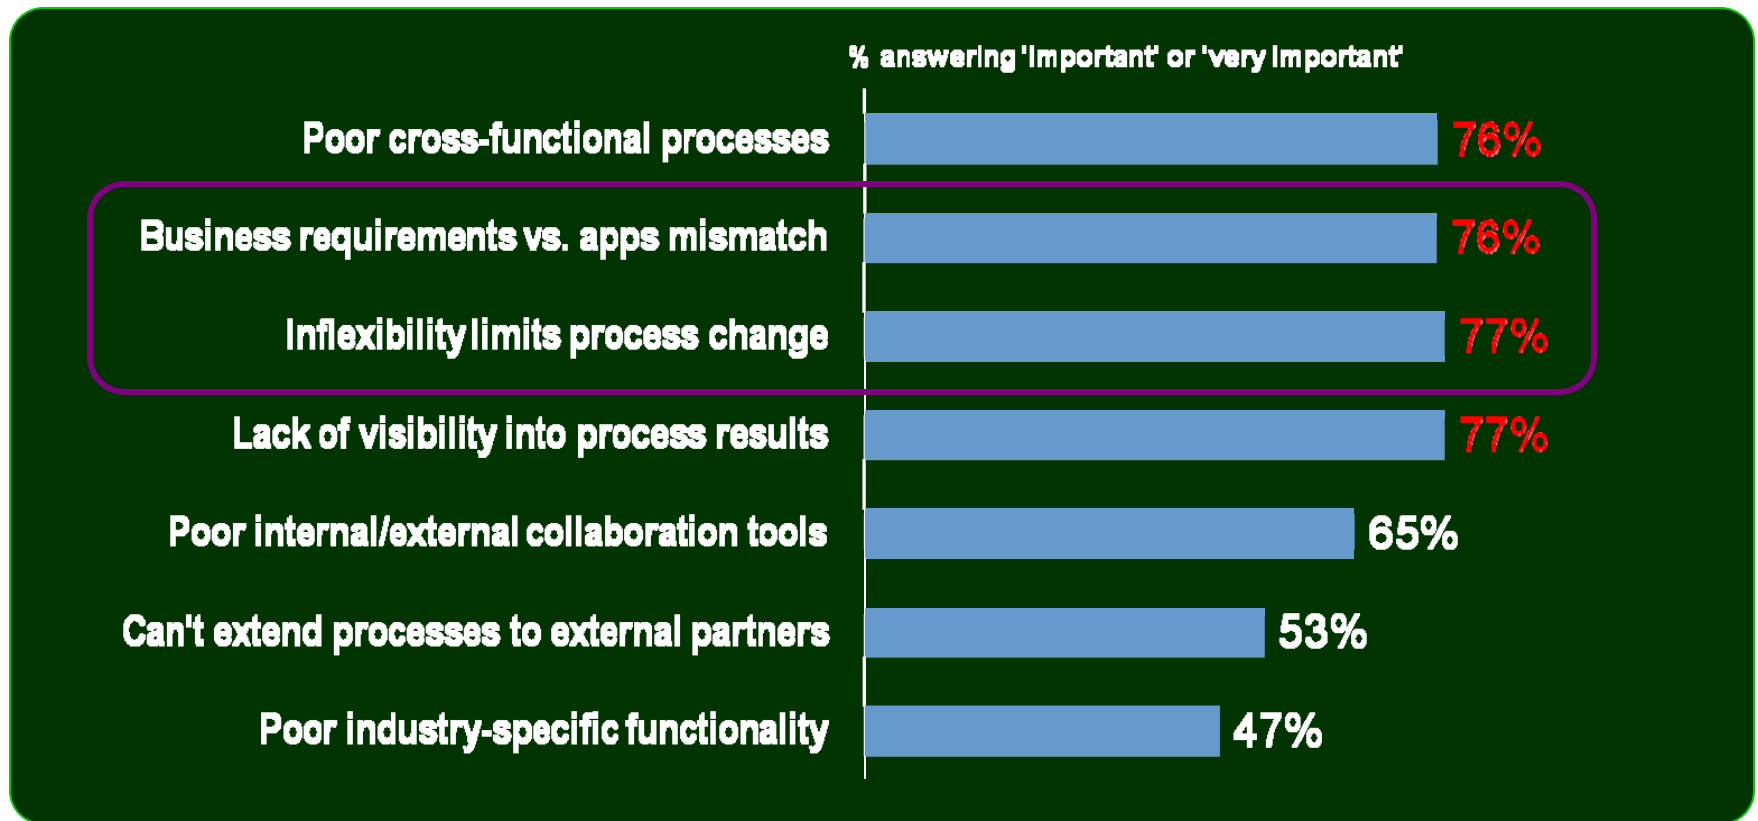 % answering 'important' or 'very important'
Poor cross-functional processes 76%
Business requirements vs. apps mismatch 76%
Inflexibility limits process change 77%
Lack of visibility into process results 77%
Poor internal/external collaboration tools 65%
Can't extend processes to external partners 53%
Poor industry-specific functionality 47%